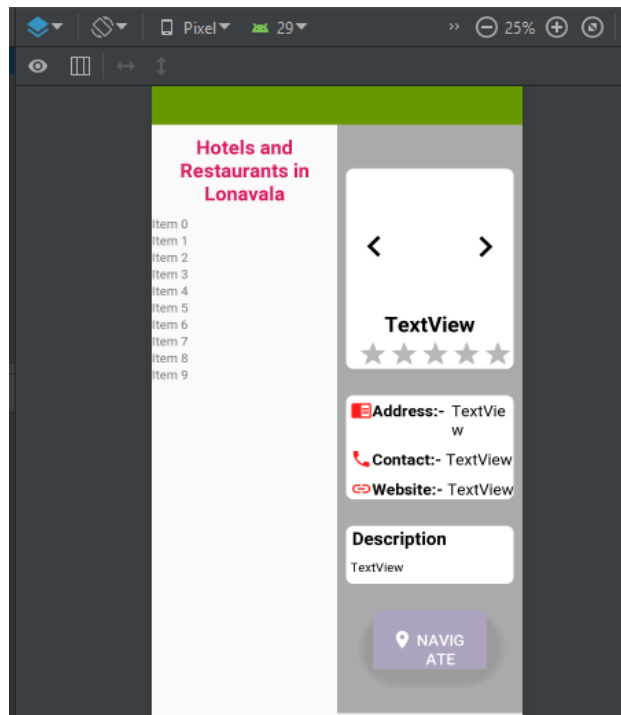 Pixel
29
25%
Hotels and
Restaurants in
Lonavala
Item 0
Item 1
Item 2
Item 3
Item 4
Item 5
Item 6
Item 7
Item 8
Item 9
TextView
Address:- TextVie
w
Contact:- TextView
Website:- TextView
Description
TextView
NAVIG
ATE